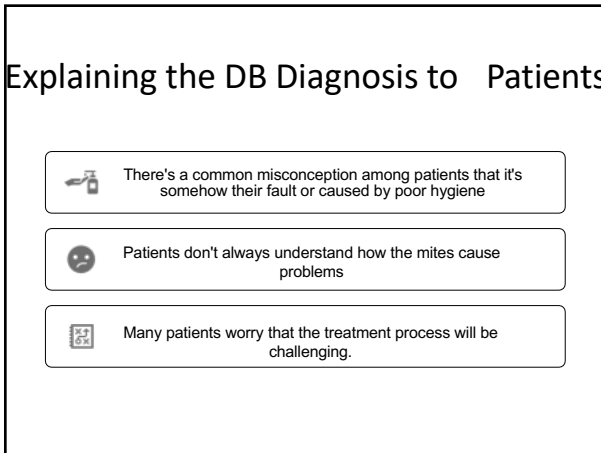 Explaining the DB Diagnosis to Patients
There's a common misconception among patients that it's
somehow their fault or caused by poor hygiene
Patients don't always understand how the mites cause
problems
Many patients worry that the treatment process will be
challenging.